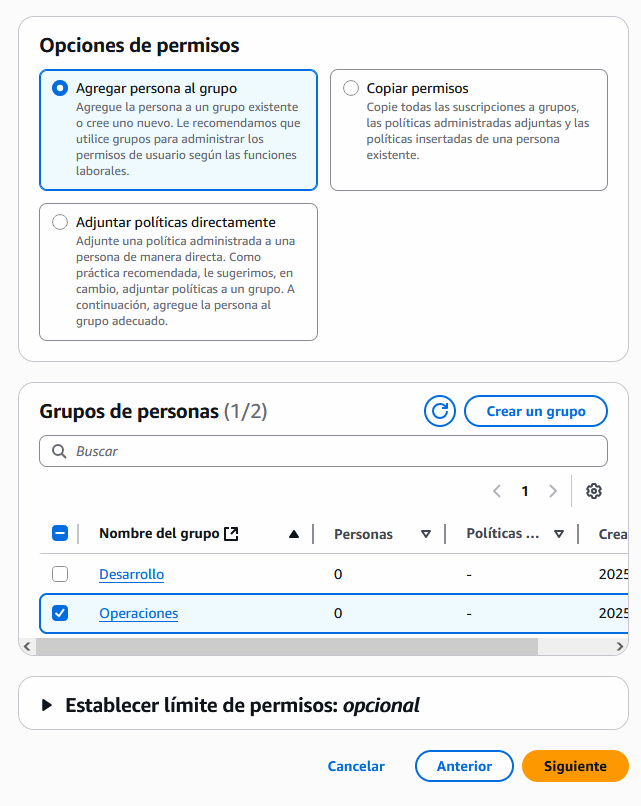 Opciones de permisos
Agregar persona al grupo
Agregue la persona a un grupo existente
o cree uno nuevo. Le recomendamos que
utilice grupos para administrar los
permisos de usuario según las funciones
laborales.
Copiar permisos
Copie todas las suscripciones a grupos,
las políticas administradas adjuntas y las
políticas insertadas de una persona
existente.
Adjuntar políticas directamente
Adjunte una política administrada a una
persona de manera directa. Como
práctica recomendada, le sugerimos, en
cambio, adjuntar políticas a un grupo. A
continuación, agregue la persona al
grupo adecuado.
Grupos de personas (1/2)
Crear un grupo
Buscar
1
Nombre del grupo Personas Políticas ... Crea
Desarrollo 0 - 2025
Operaciones 0 - 2025
Establecer límite de permisos: opcional
Cancelar Anterior Siguiente